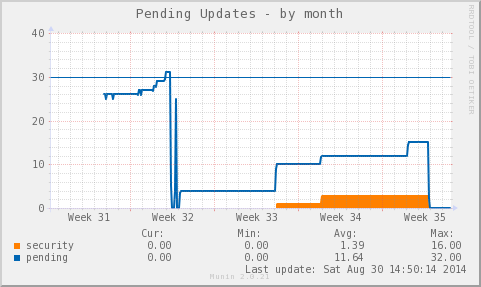 Pending Updates - by month
RRDTOOL / TOBI OETIKER
40
30
20
10
0
Week 31 Week 32 Week 33 Week 34 Week 35
Cur: Min: Avg: Max:
security 0.00 0.00 1.39 16.00
pending 0.00 0.00 11.64 32.00
Last update: Sat Aug 30 14:50:14 2014